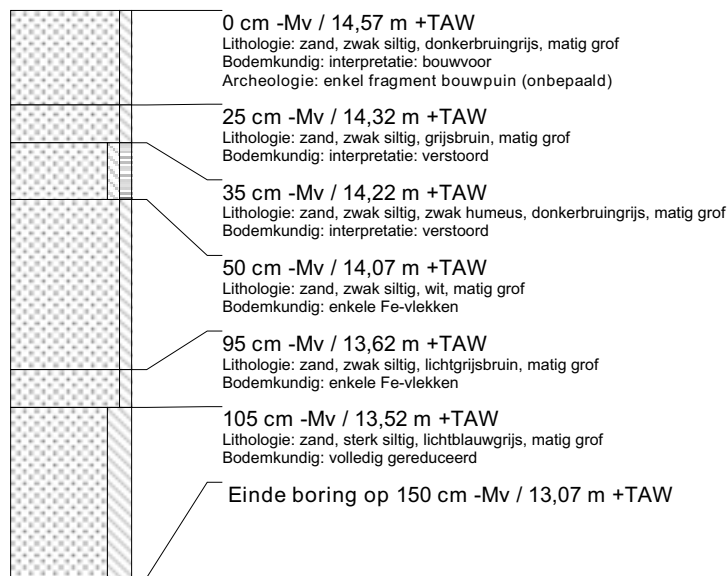 0 cm -Mv / 14,57 m +TAW
Lithologie: zand, zwak siltig, donkerbruingrijs, matig grof
Bodemkundig: interpretatie: bouwvoor
Archeologie: enkel fragment bouwpuin (onbepaald)
25 cm -Mv / 14,32 m +TAW
Lithologie: zand, zwak siltig, grijsbruin, matig grof
Bodemkundig: interpretatie: verstoord
35 cm -Mv / 14,22 m +TAW
Lithologie: zand, zwak siltig, zwak humeus, donkerbruingrijs, matig grof
Bodemkundig: interpretatie: verstoord
50 cm -Mv / 14,07 m +TAW
Lithologie: zand, zwak siltig, wit, matig grof
Bodemkundig: enkele Fe-vlekken
95 cm -Mv / 13,62 m +TAW
Lithologie: zand, zwak siltig, lichtgrijsbruin, matig grof
Bodemkundig: enkele Fe-vlekken
105 cm -Mv / 13,52 m +TAW
Lithologie: zand, sterk siltig, lichtblauwgrijs, matig grof
Bodemkundig: volledig gereduceerd
Einde boring op 150 cm -Mv / 13,07 m +TAW